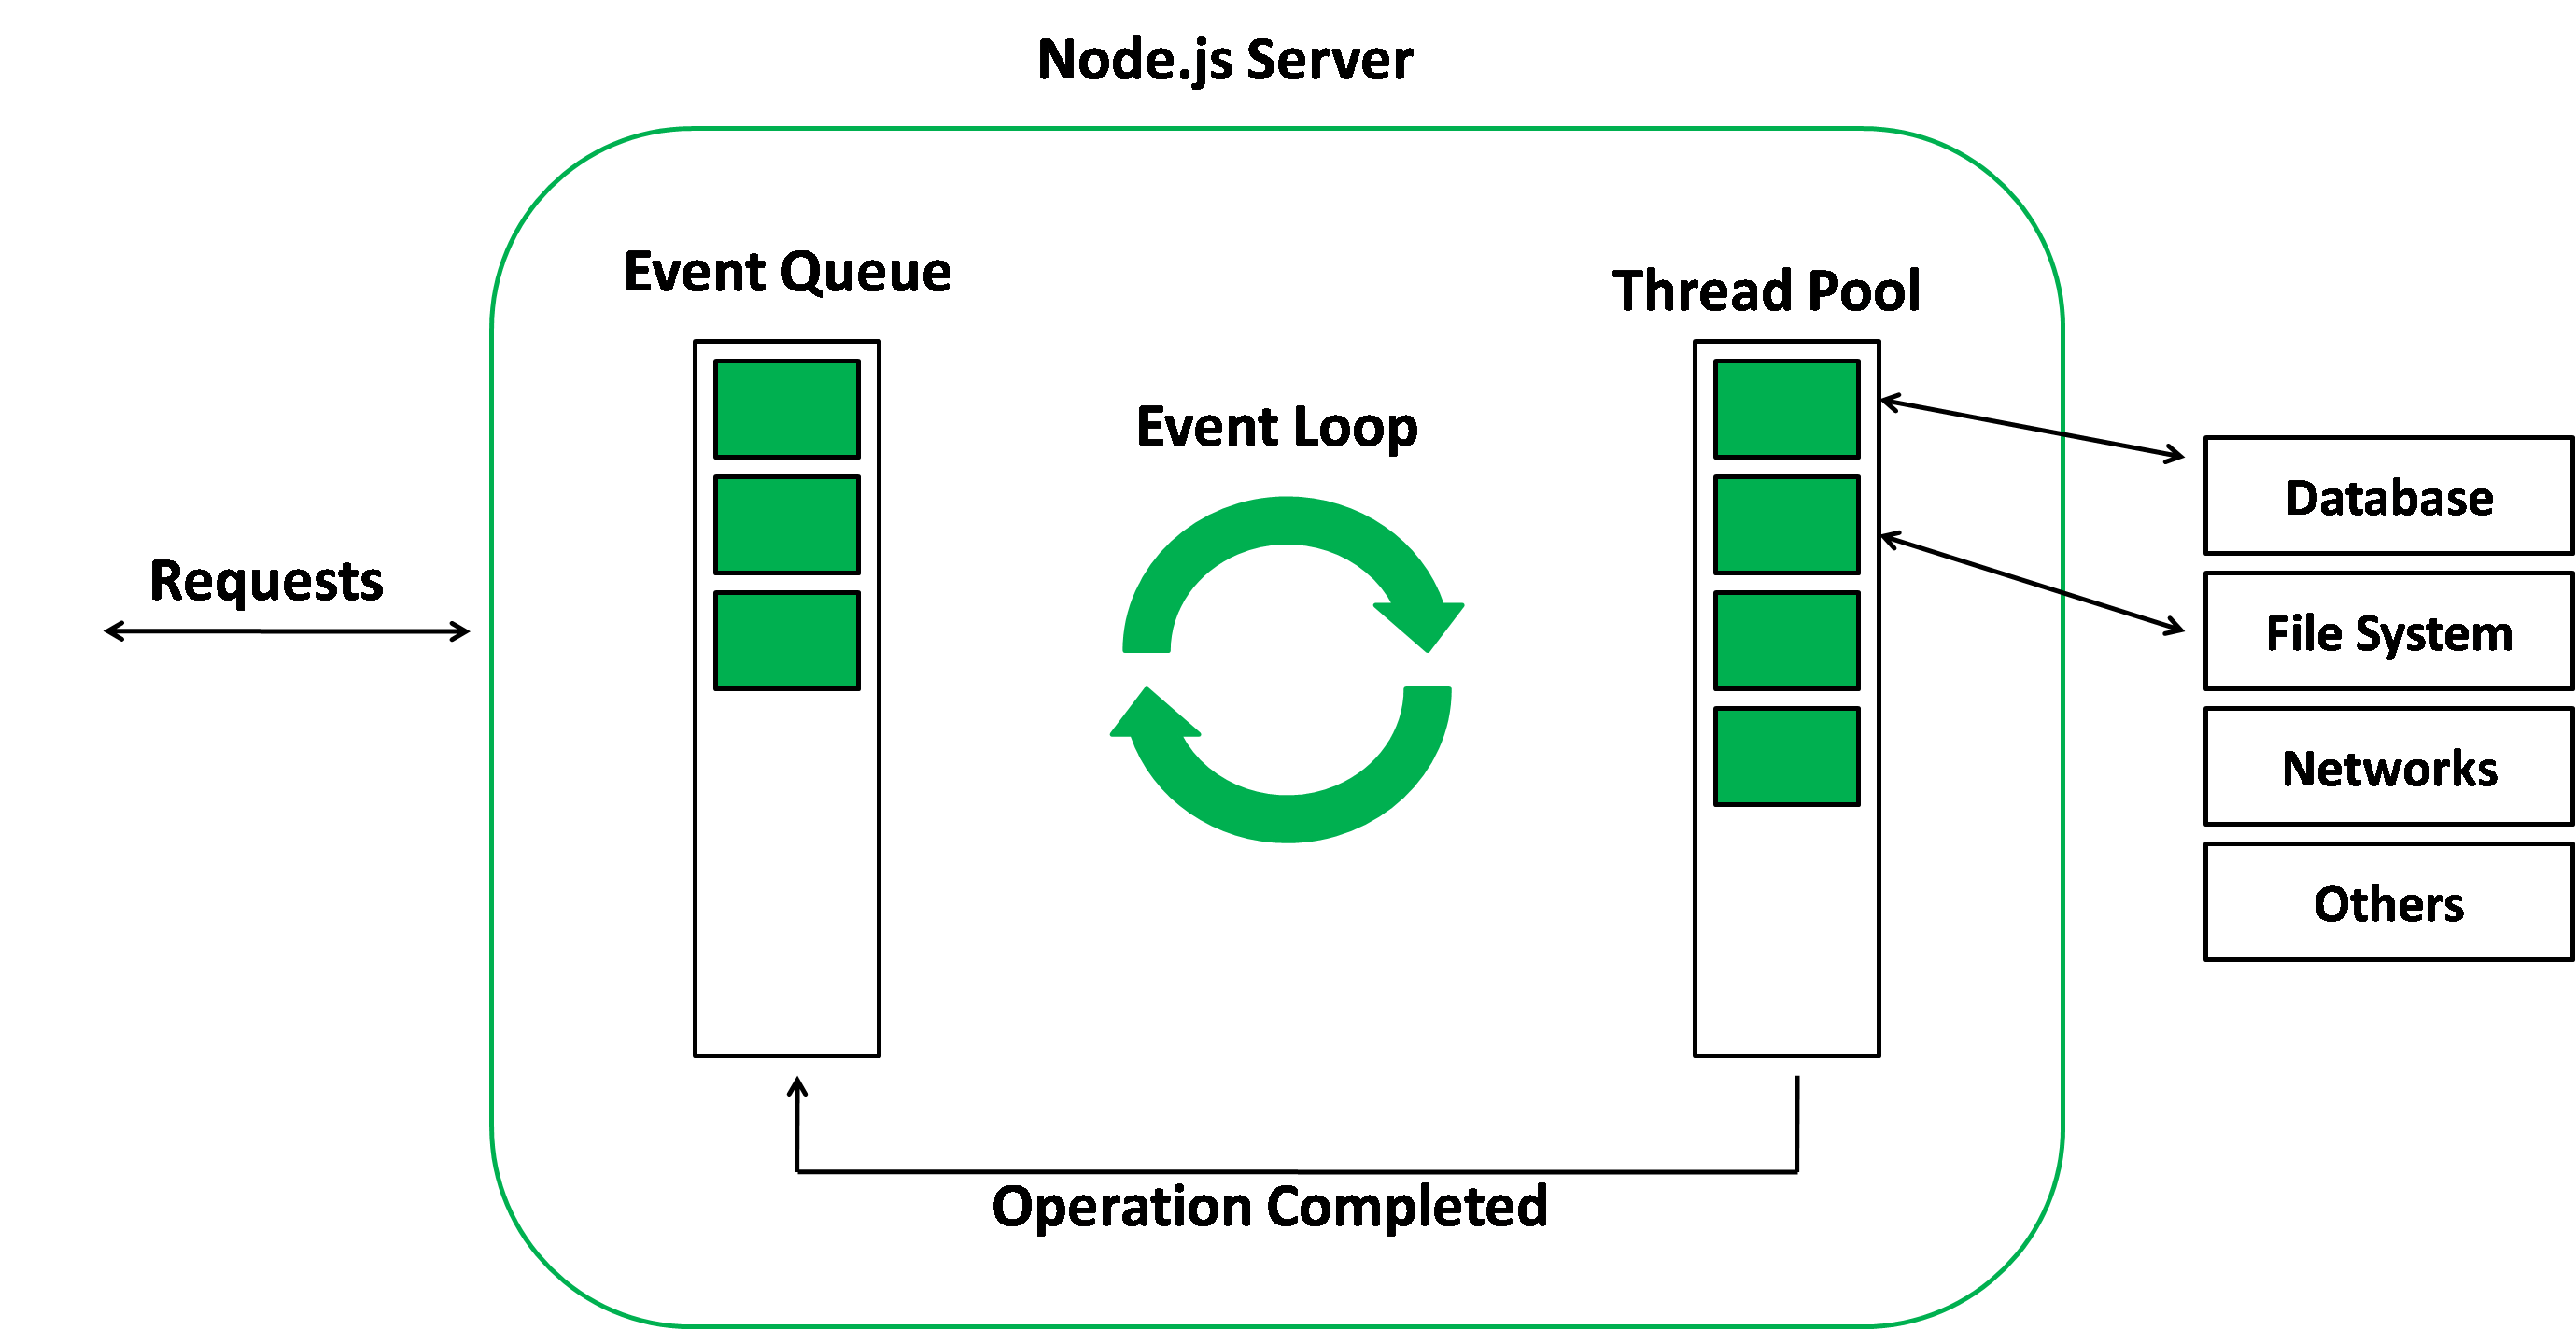 Node.js Server
Event Queue
Thread Pool
Event Loop
Requests
Database
File System
Networks
Others
Operation Completed